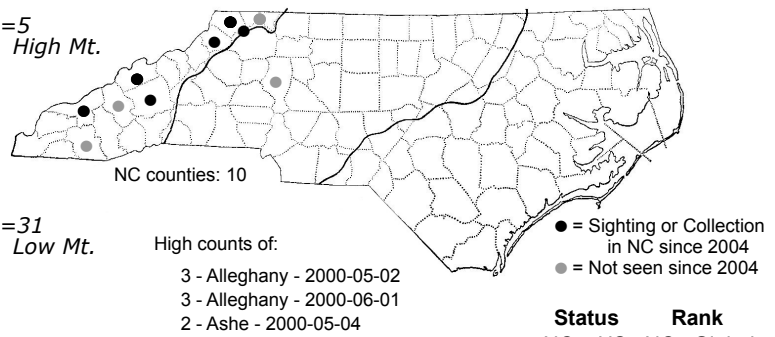 =5
High Mt.
NC counties: 10
=31
Low Mt.
High counts of:
3 - Alleghany - 2000-05-02
3 - Alleghany - 2000-06-01
2 - Ashe - 2000-05-04
● = Sighting or Collection
in NC since 2004
● = Not seen since 2004
Status Rank